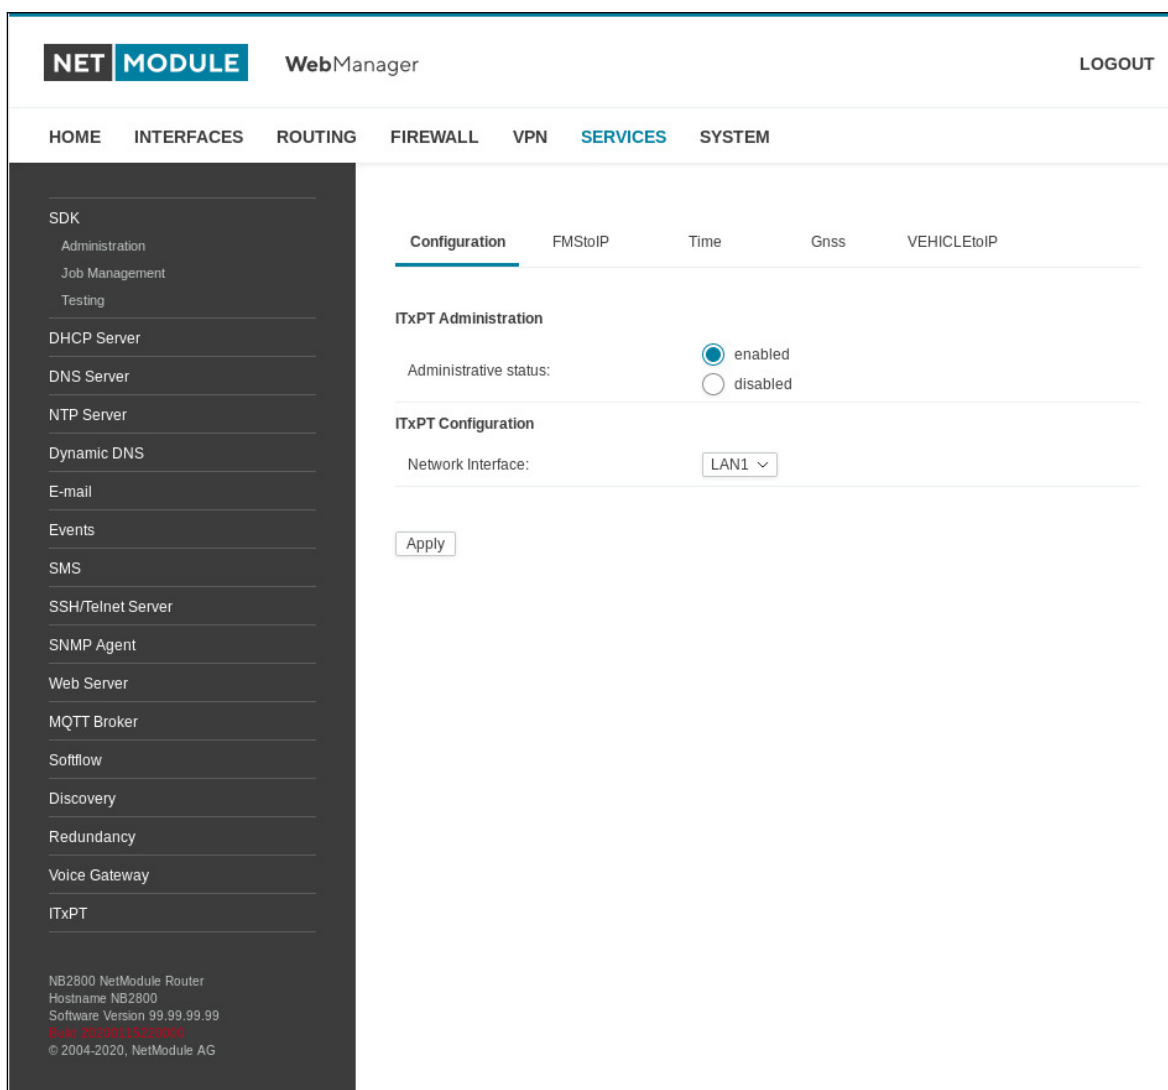 NET MODULE WebManager LOGOUT
HOME INTERFACES ROUTING FIREWALL VPN SERVICES SYSTEM
SDK
Administration
Job Management
Testing
DHCP Server
DNS Server
NTP Server
Dynamic DNS
E-mail
Events
SMS
SSH/Telnet Server
SNMP Agent
Web Server
MQTT Broker
Softflow
Discovery
Redundancy
Voice Gateway
ITxPT
NB2800 NetModule Router
Hostname NB2800
Software Version 99.99.99.99
Build
© 2004-2020, NetModule AG
Configuration FMStoIP Time Gnss VEHICLEtoIP
ITxPT Administration
Administrative status:
enabled
disabled
ITxPT Configuration
Network Interface: LAN1
Apply